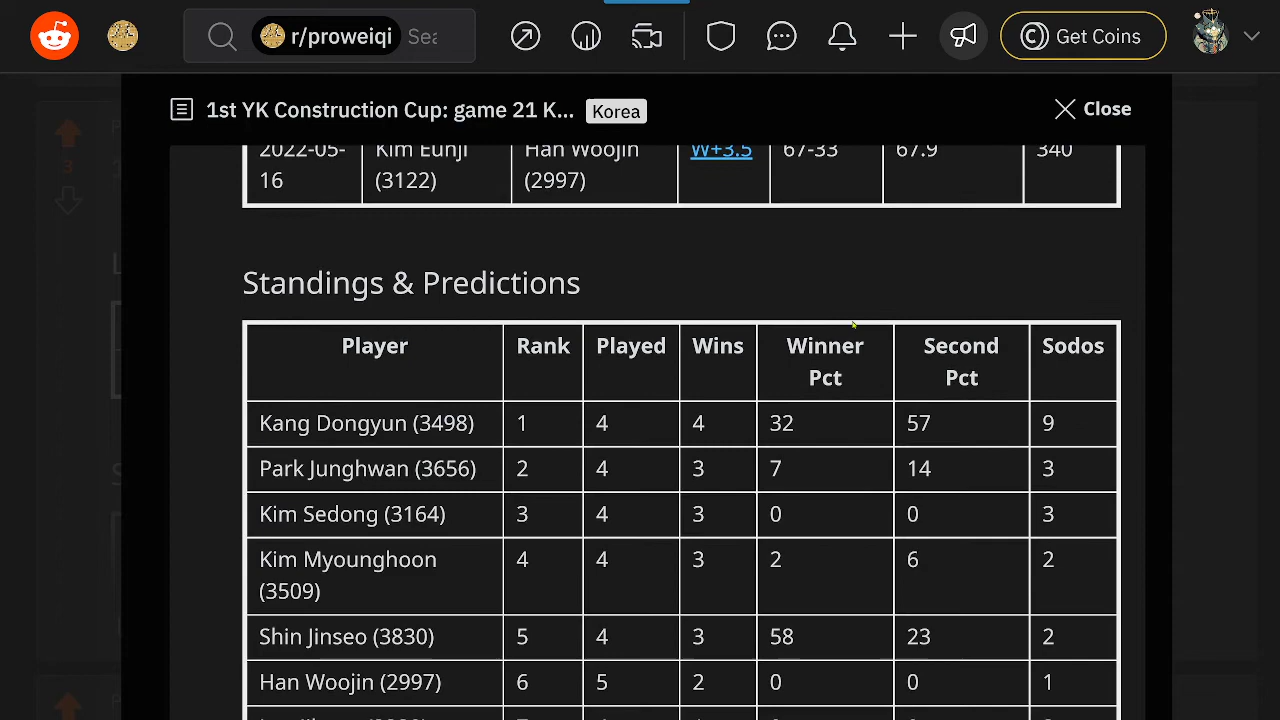 r/proweiqi Sea
Get Coins
1st YK Construction Cup: game 21 K... Korea
Close
2022-05-16 Kim Eunji (3122) Han Woojin (2997) W+3.5 67-33 67.9 340
Standings & Predictions
Player Rank Played Wins Winner Pct Second Pct Sodos
Kang Dongyun (3498) 1 4 4 32 57 9
Park Junghwan (3656) 2 4 3 7 14 3
Kim Sedong (3164) 3 4 3 0 0 3
Kim Myounghoon (3509) 4 4 3 2 6 2
Shin Jinseo (3830) 5 4 3 58 23 2
Han Woojin (2997) 6 5 2 0 0 1